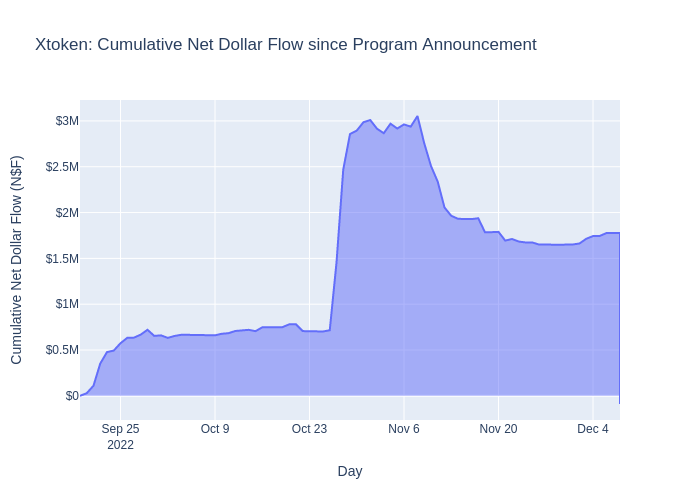 Xtoken: Cumulative Net Dollar Flow since Program Announcement
Cumulative Net Dollar Flow (N$F)
$3M
$2.5M
$2M
$1.5M
$1M
$0.5M
$0
Sep 25
2022
Oct 9
Oct 23
Nov 6
Nov 20
Dec 4
Day